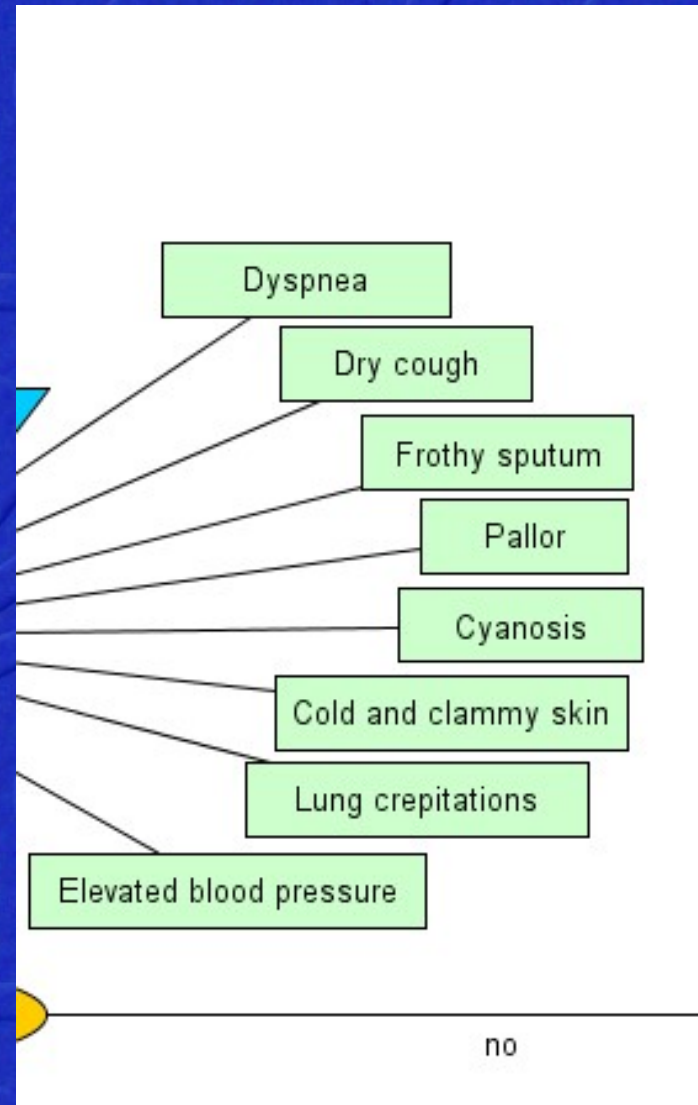 Dyspnea
Dry cough
Frothy sputum
Pallor
Cyanosis
Cold and clammy skin
Lung crepitations
Elevated blood pressure
no